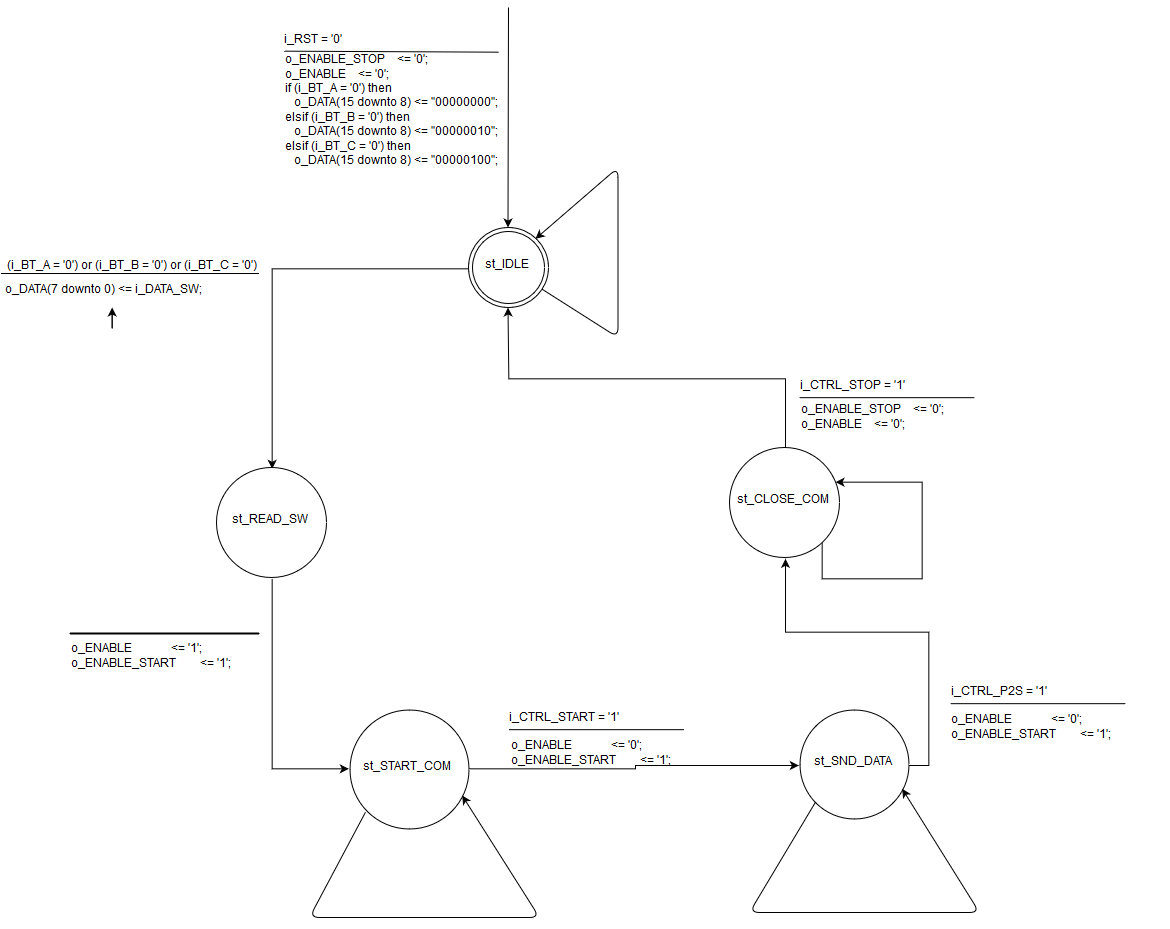 i_RST = '0'
o_ENABLE_STOP <= '0';
o_ENABLE <= '0';
if (i_BT_A = '0') then
o_DATA(15 downto 8) <= "00000000";
elsif (i_BT_B = '0') then
o_DATA(15 downto 8) <= "00000010";
elsif (i_BT_C = '0') then
o_DATA(15 downto 8) <= "00000100";
st_IDLE
(i_BT_A = '0') or (i_BT_B = '0') or (i_BT_C = '0')
o_DATA(7 downto 0) <= i_DATA_SW;
i_CTRL_STOP = '1'
o_ENABLE_STOP <= '0';
o_ENABLE <= '0';
st_CLOSE_COM
st_READ_SW
o_ENABLE <= '1';
o_ENABLE_START <= '1';
i_CTRL_P2S = '1'
o_ENABLE <= '0';
o_ENABLE_START <= '1';
i_CTRL_START = '1'
o_ENABLE <= '0';
o_ENABLE_START <= '1';
st_START_COM
st_SND_DATA